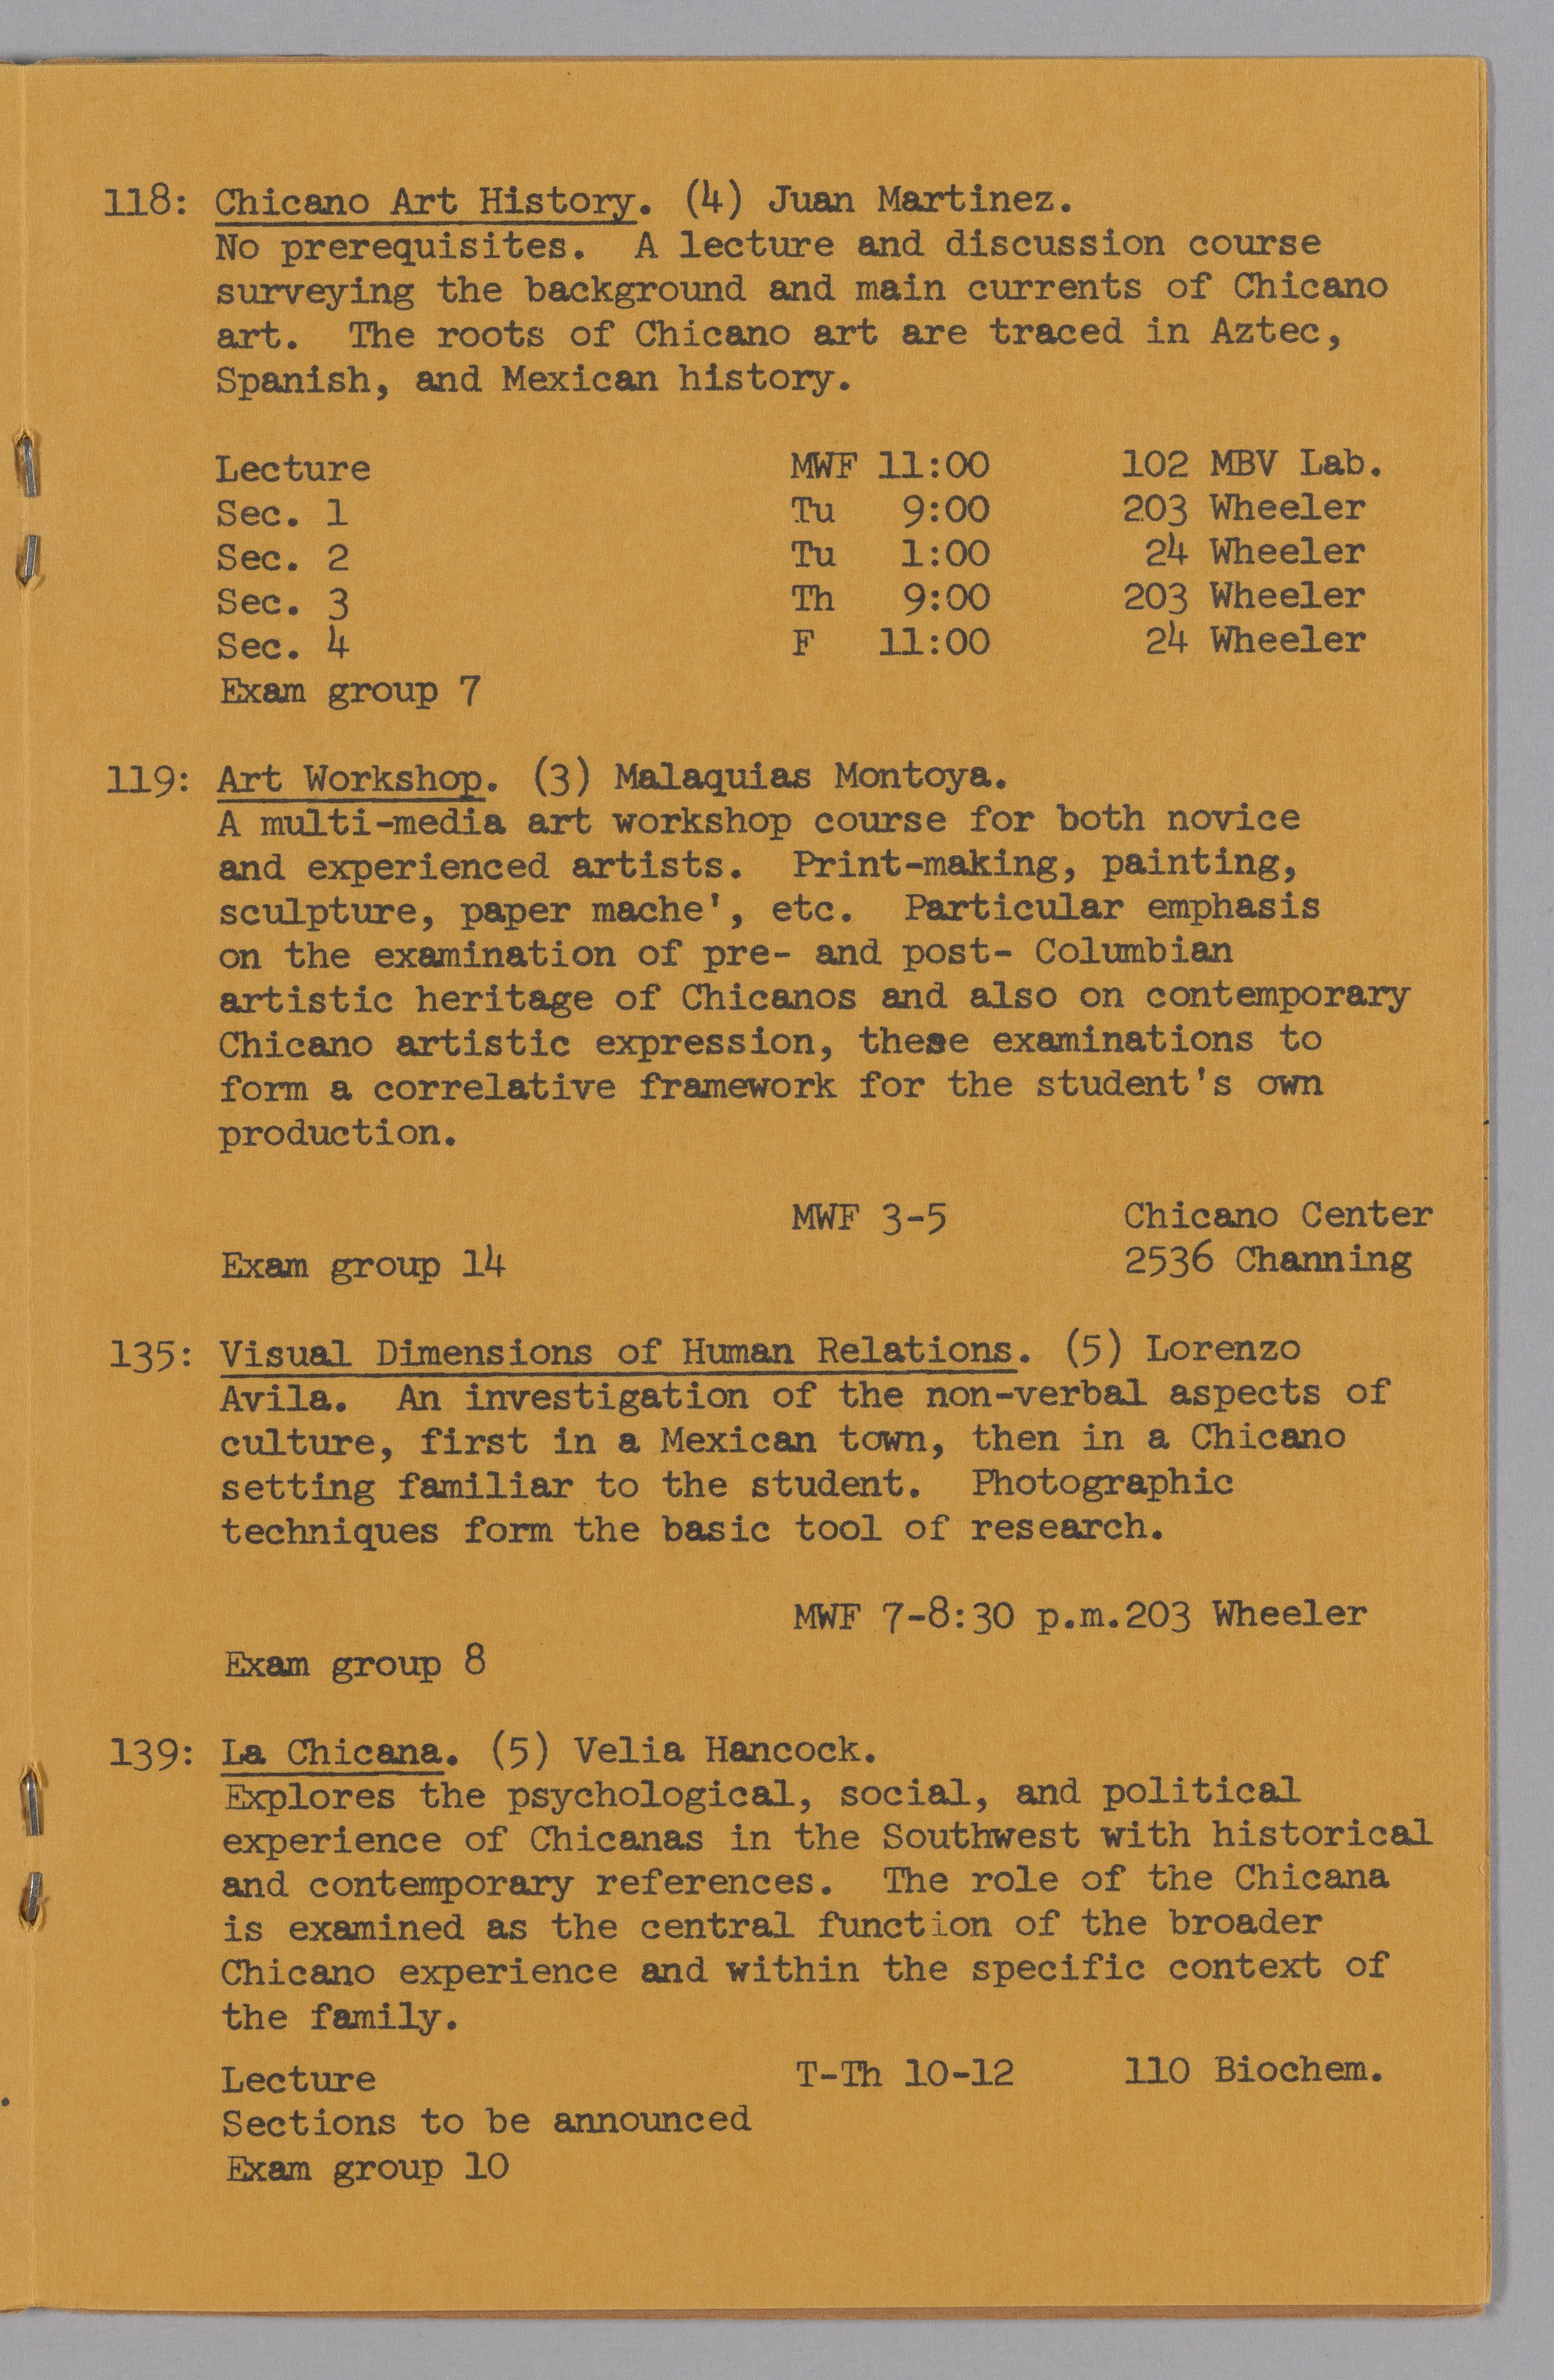 118: Chicano Art History. (4) Juan Martinez.
No prerequisites. A lecture and discussion course
surveying the background and main currents of Chicano
art. The roots of Chicano art are traced in Aztec,
Spanish, and Mexican history.
Lecture MWF 11:00 102 MBV Lab.
Sec. 1 Tu 9:00 203 Wheeler
Sec. 2 Tu 1:00 24 Wheeler
Sec. 3 Th 9:00 203 Wheeler
Sec. 4 F 11:00 24 Wheeler
Exam group 7
119: Art Workshop. (3) Malaquias Montoya.
A multi-media art workshop course for both novice
and experienced artists. Print-making, painting,
sculpture, paper mache', etc. Particular emphasis
on the examination of pre- and post- Columbian
artistic heritage of Chicanos and also on contemporary
Chicano artistic expression, these examinations to
form a correlative framework for the student's own
production.
MWF 3-5 Chicano Center
Exam group 14 2536 Channing
135: Visual Dimensions of Human Relations. (5) Lorenzo
Avila. An investigation of the non-verbal aspects of
culture, first in a Mexican town, then in a Chicano
setting familiar to the student. Photographic
techniques form the basic tool of research.
MWF 7-8:30 p.m. 203 Wheeler
Exam group 8
139: La Chicana. (5) Velia Hancock.
Explores the psychological, social, and political
experience of Chicanas in the Southwest with historical
and contemporary references. The role of the Chicana
is examined as the central function of the broader
Chicano experience and within the specific context of
the family.
Lecture T-Th 10-12 110 Biochem.
Sections to be announced
Exam group 10